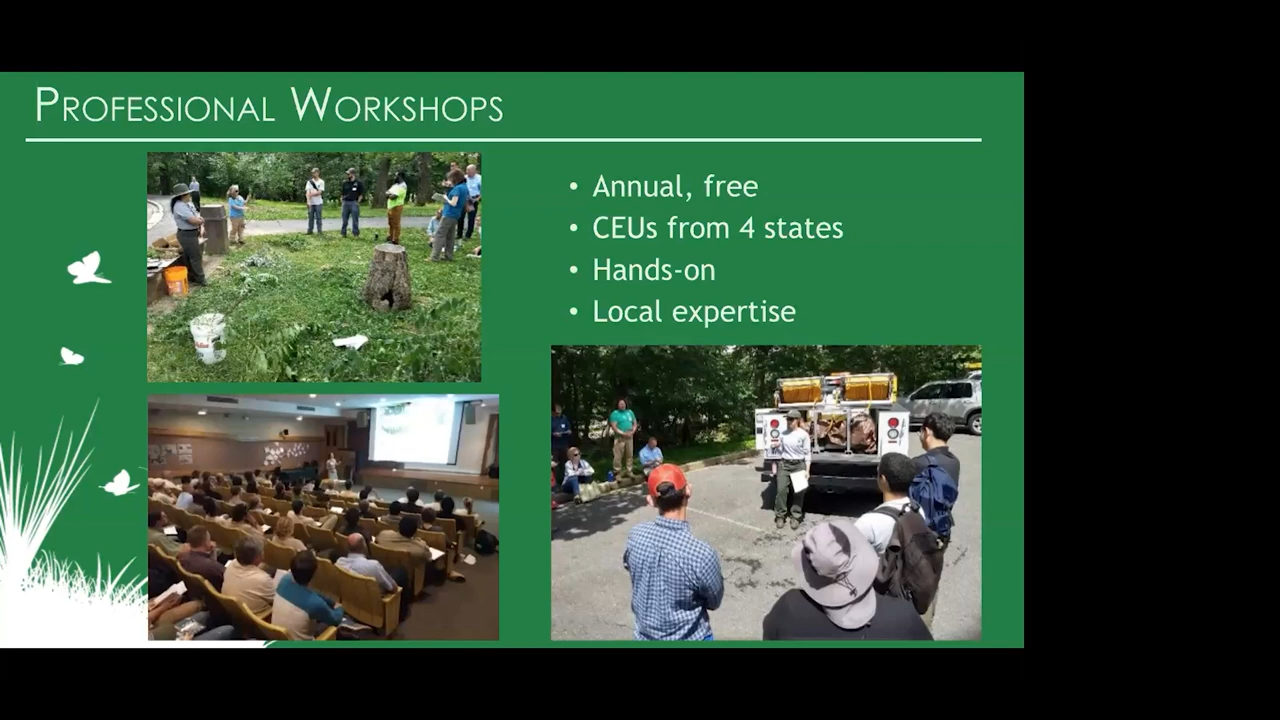 Professional Workshops
• Annual, free
• CEUs from 4 states
• Hands-on
• Local expertise